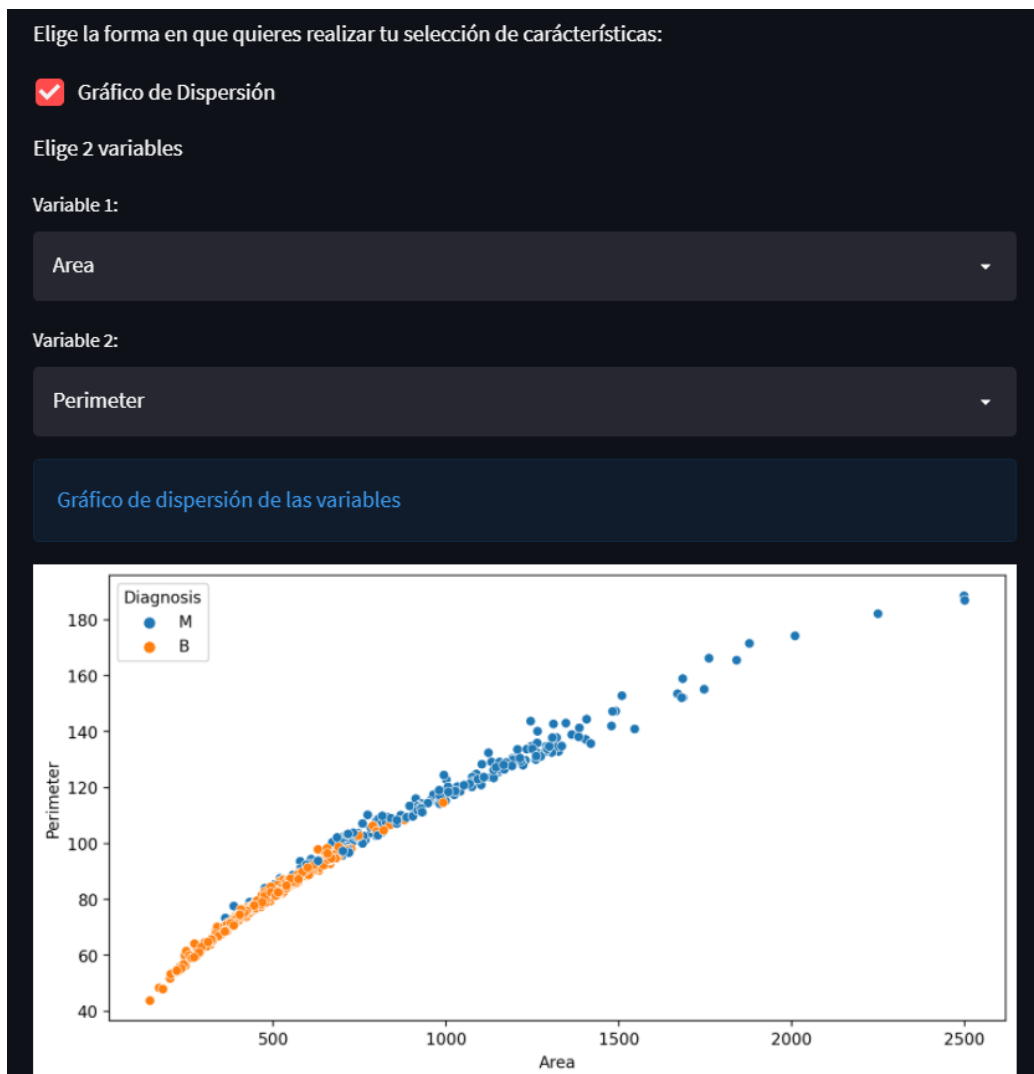 Elige la forma en que quieres realizar tu selección de carácterísticas:
Gráfico de Dispersión
Elige 2 variables
Variable 1:
Area
Variable 2:
Perimeter
Gráfico de dispersión de las variables
Diagnosis
M
B
180
160
140
120
100
80
60
40
Perimeter
500 1000 1500 2000 2500
Area